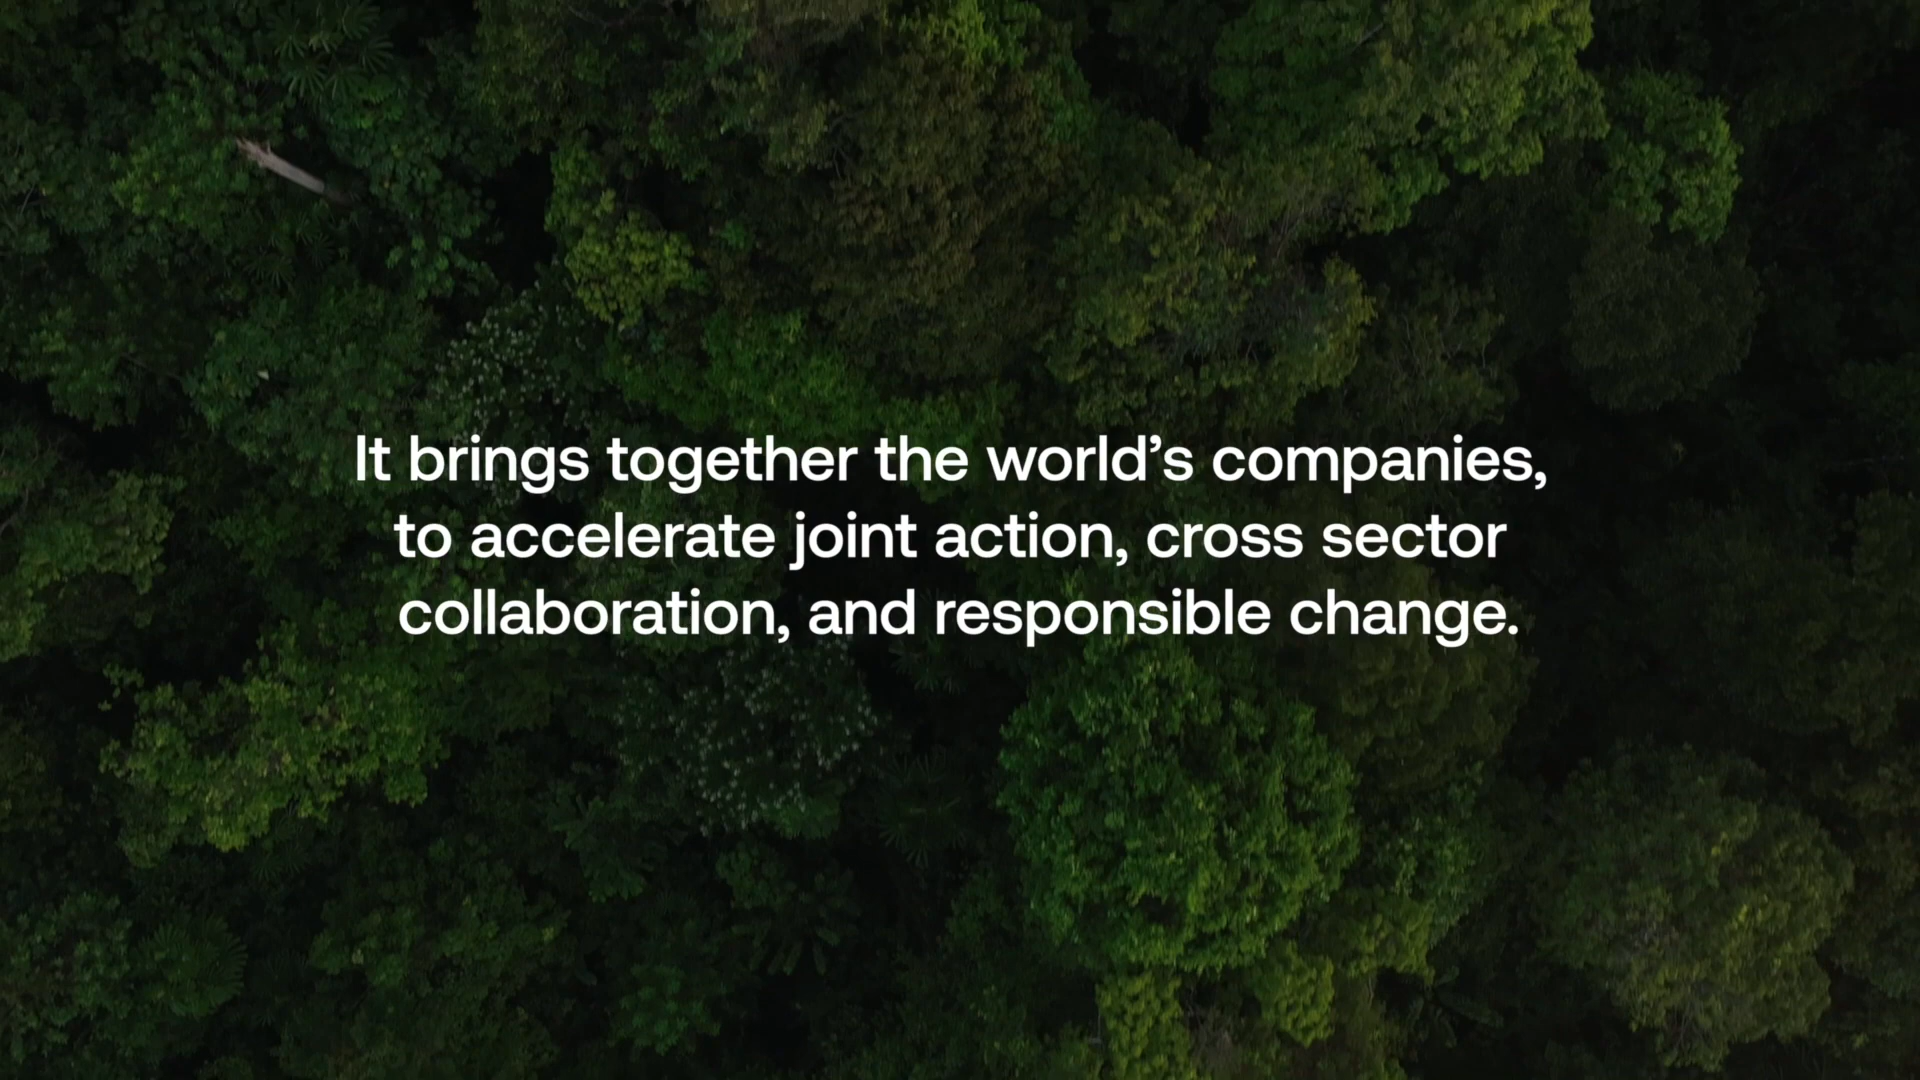 It brings together the world’s companies,
to accelerate joint action, cross sector
collaboration, and responsible change.